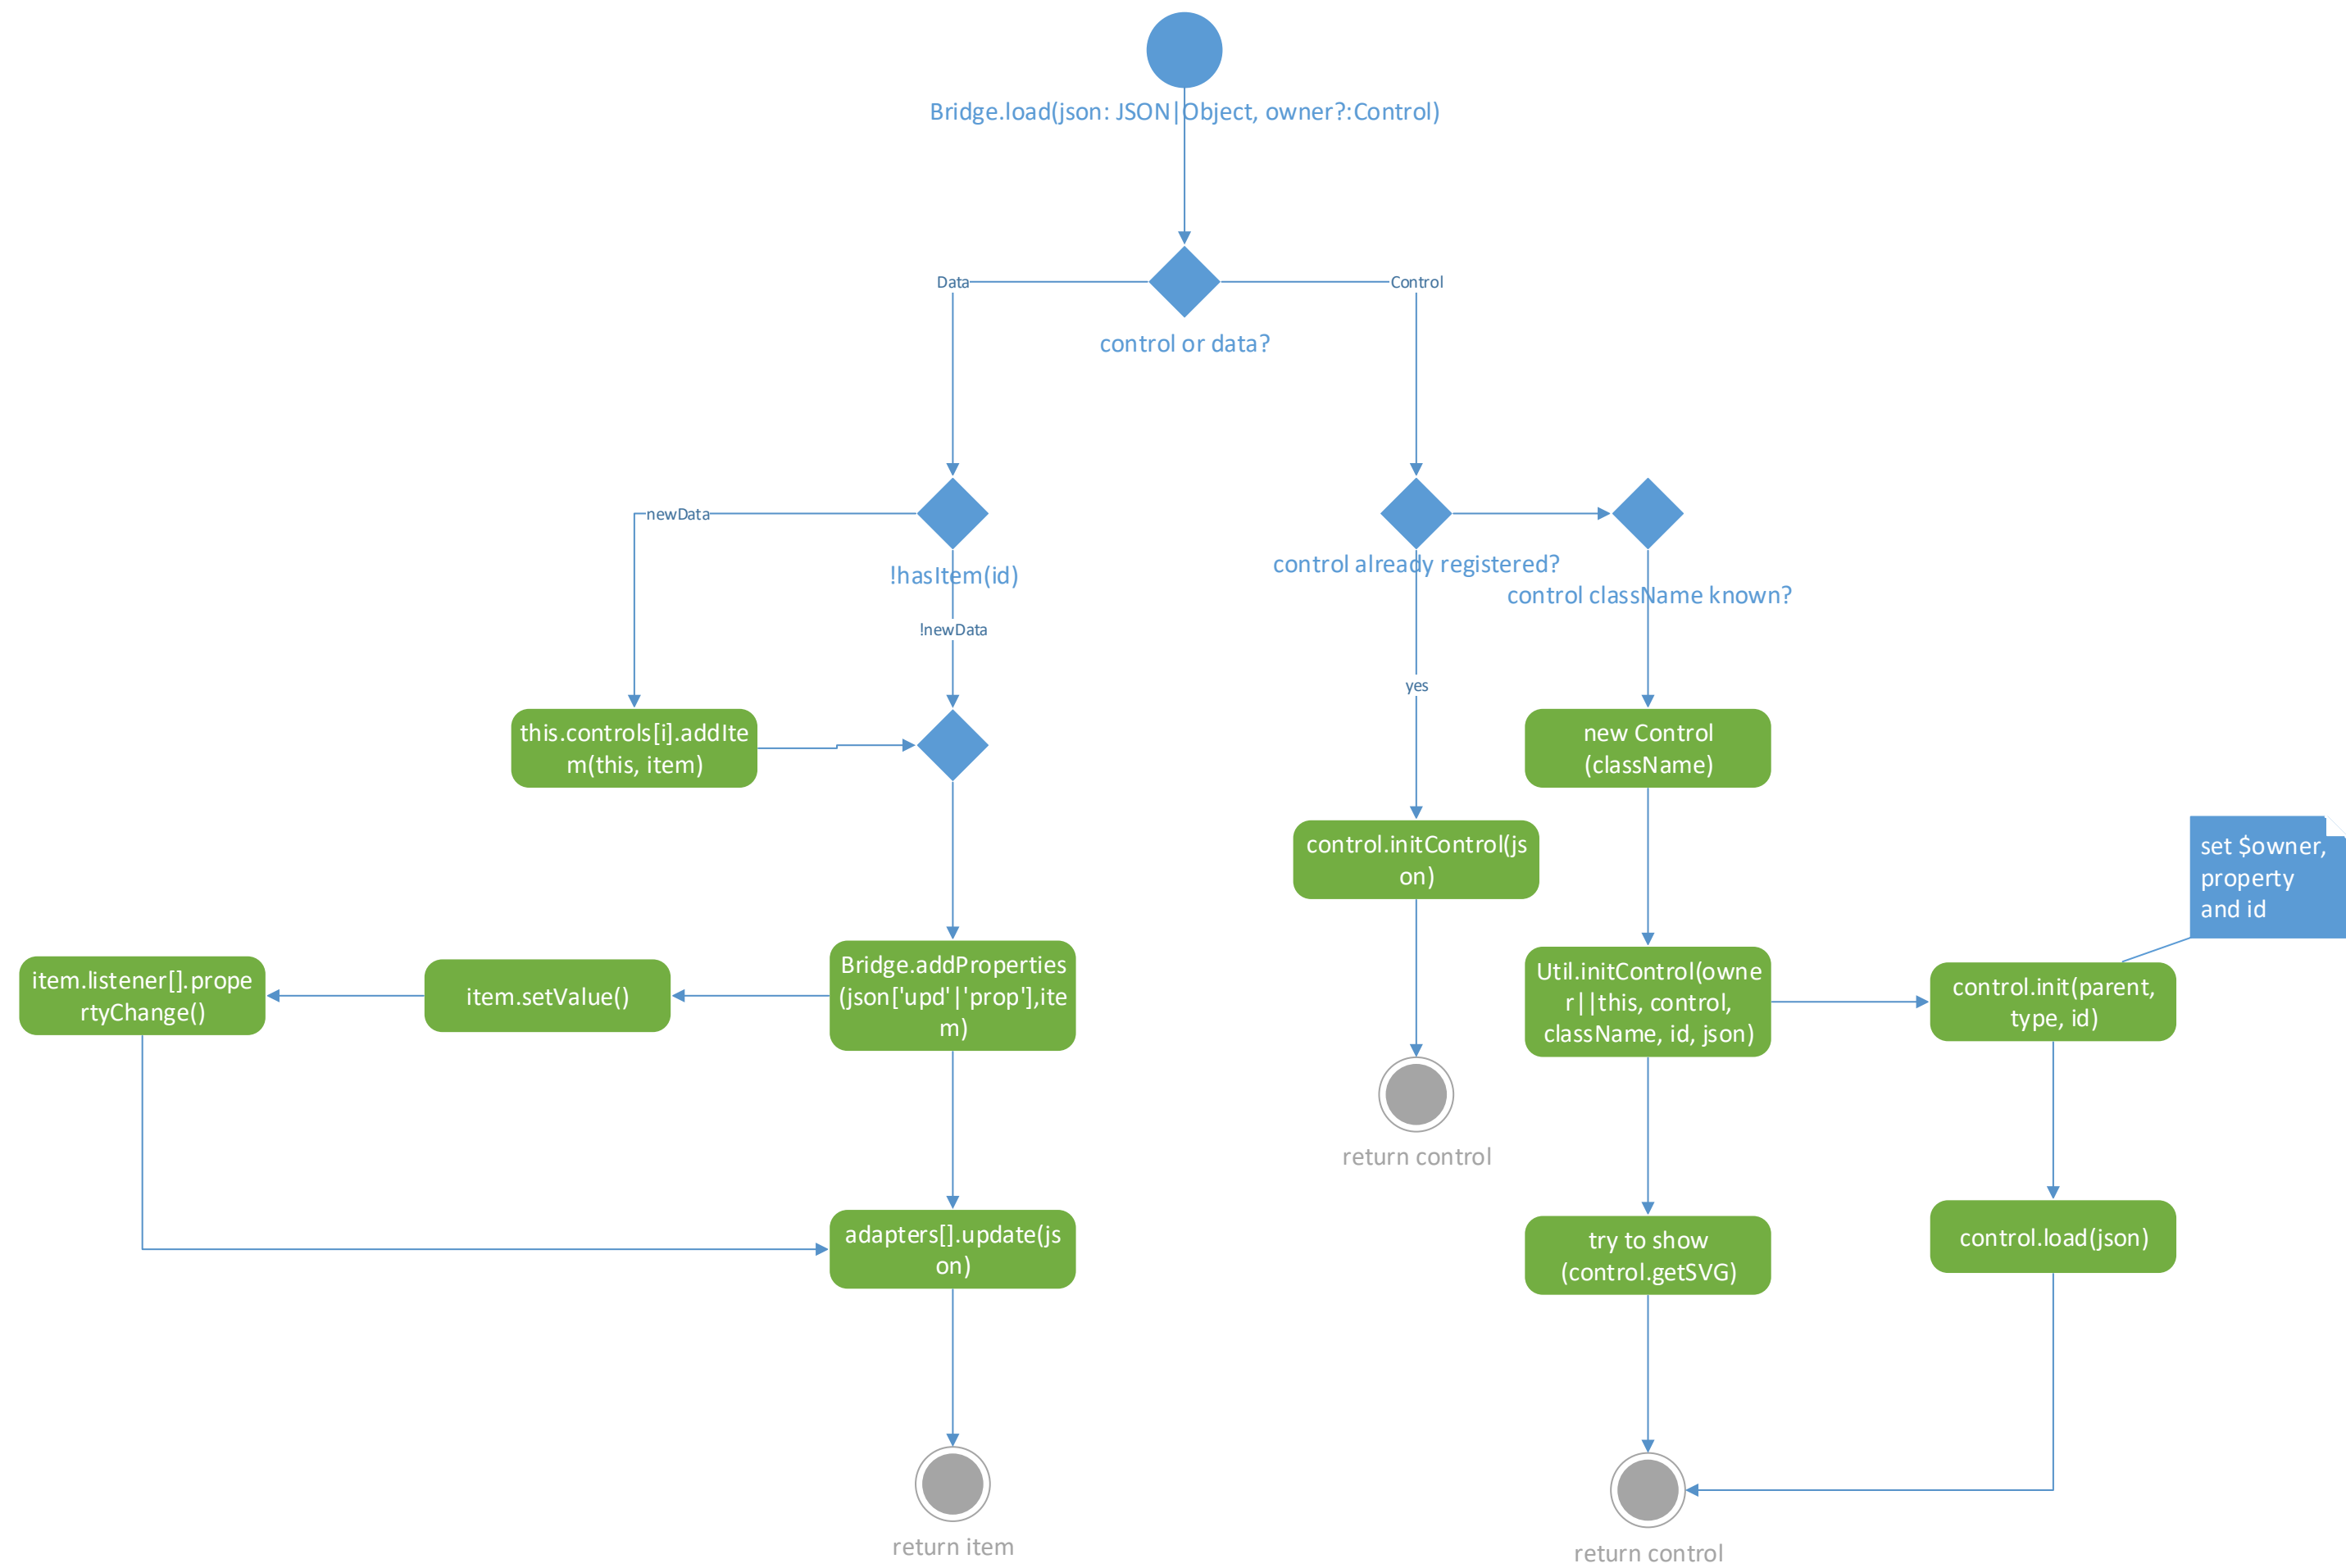 Bridge.load(json: JSON|Object, owner?:Control)
Data
Control
control or data?
newData
!hasItem(id)
control already registered?
control className known?
!newData
yes
this.controls[i].addIte
m(this, item)
new Control
(className)
control.initControl(js
on)
set $owner,
property
and id
item.listener[].prope
rtyChange()
item.setValue()
Bridge.addProperties
(json['upd'|'prop'],ite
m)
Util.initControl(owne
r||this, control,
className, id, json)
control.init(parent,
type, id)
return control
adapters[].update(js
on)
try to show
(control.getSVG)
control.load(json)
return item
return control